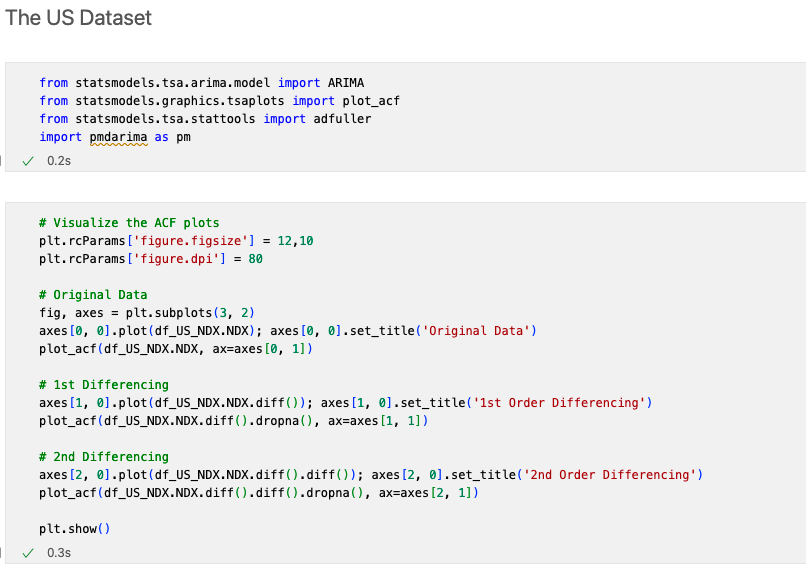 The US Dataset
from statsmodels.tsa.arima.model import ARIMA
from statsmodels.graphics.tsaplots import plot_acf
from statsmodels.tsa.stattools import adfuller
import pmdarima as pm
✓ 0.2s
# Visualize the ACF plots
plt.rcParams['figure.figsize'] = 12,10
plt.rcParams['figure.dpi'] = 80
# Original Data
fig, axes = plt.subplots(3, 2)
axes[0, 0].plot(df_US_NDX.NDX); axes[0, 0].set_title('Original Data')
plot_acf(df_US_NDX.NDX, ax=axes[0, 1])
# 1st Differencing
axes[1, 0].plot(df_US_NDX.NDX.diff()); axes[1, 0].set_title('1st Order Differencing')
plot_acf(df_US_NDX.NDX.diff().dropna(), ax=axes[1, 1])
# 2nd Differencing
axes[2, 0].plot(df_US_NDX.NDX.diff().diff()); axes[2, 0].set_title('2nd Order Differencing')
plot_acf(df_US_NDX.NDX.diff().diff().dropna(), ax=axes[2, 1])
plt.show()
✓ 0.3s